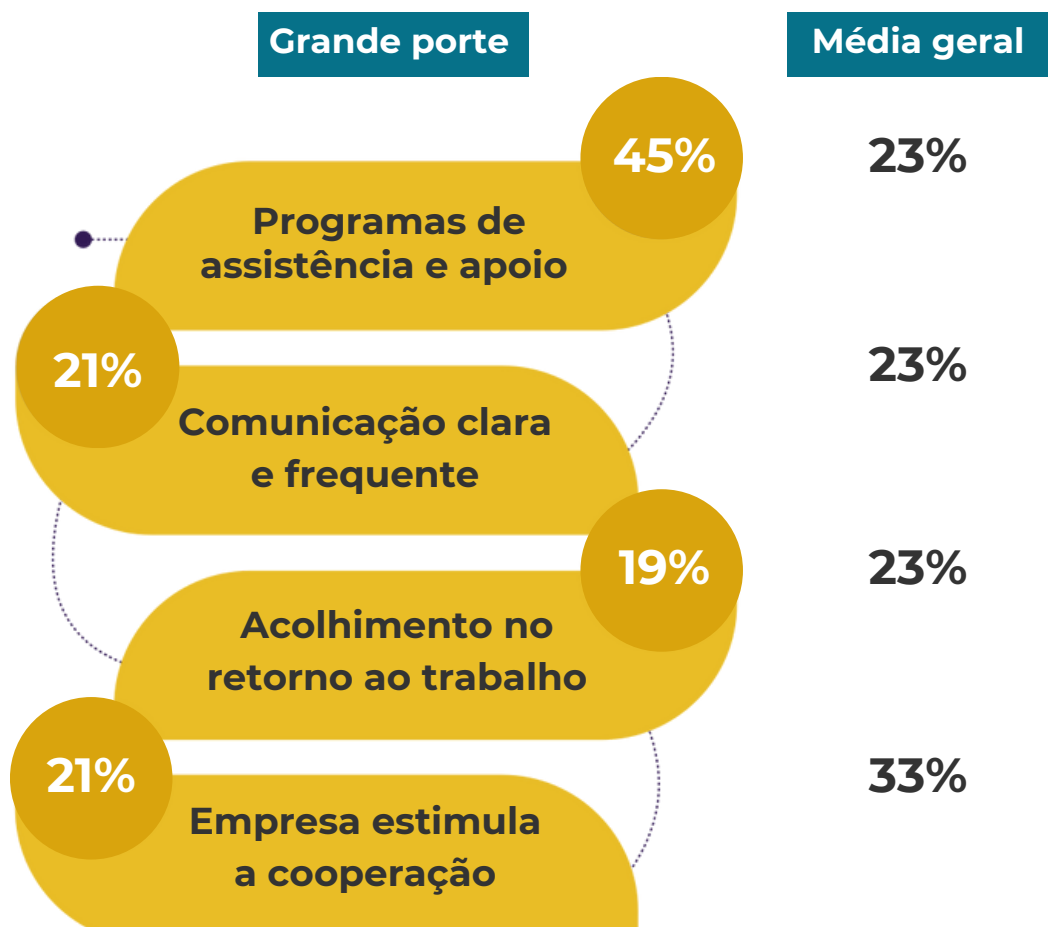 Grande porte
Média geral
45%
23%
Programas de
assistência e apoio
21%
23%
Comunicação clara
e frequente
19%
23%
Acolhimento no
retorno ao trabalho
21%
33%
Empresa estimula
a cooperação